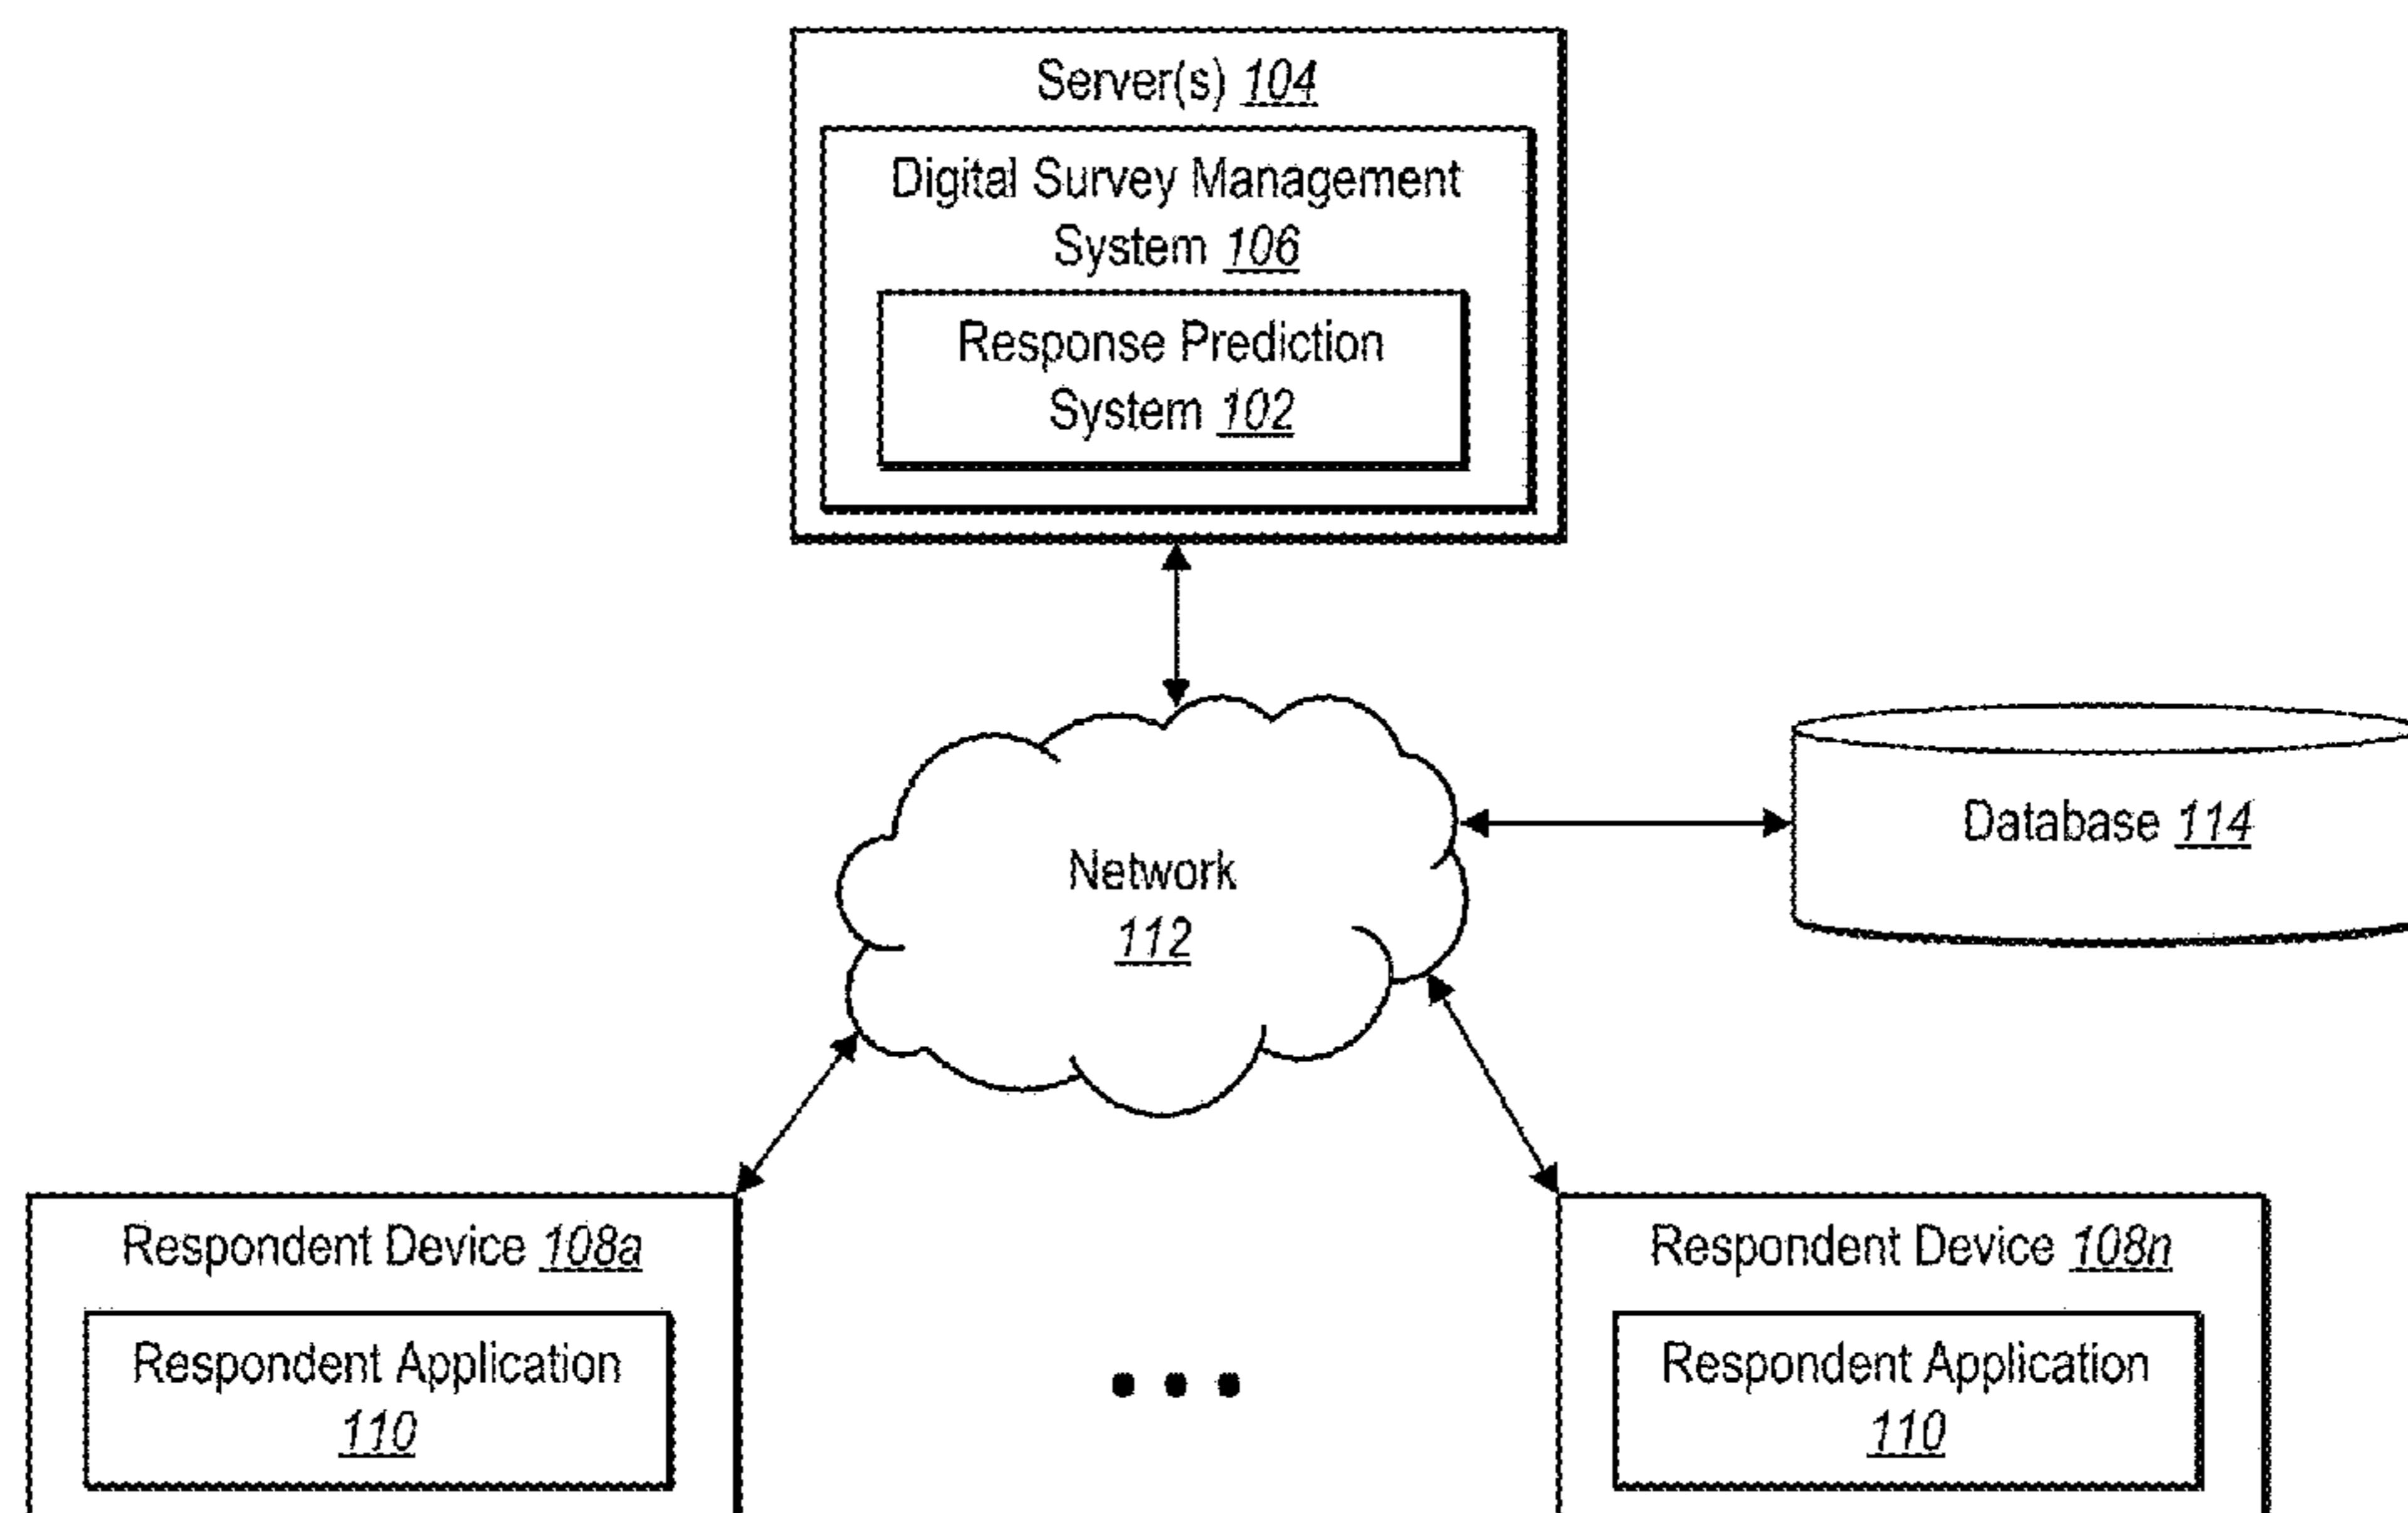 Server(s) 104
Digital Survey Management
System 106
Response Prediction
System 102
Network
112
Database 114
Respondent Device 108a
Respondent Application
110
Respondent Device 108n
Respondent Application
110